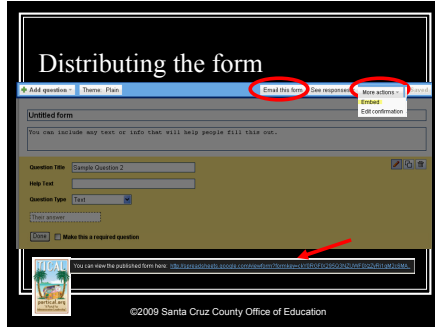 Distributing the form
Add question Theme: Plain Email this form See responses More actions
Embed
Edit confirmation
Untitled form
You can include any text or info that will help people fill this out.
Question Title Sample Question 2
Help Text
Question Type Text
Their answer
Done Make this a required question
TICAL
You can view the published form here:
portical.org
©2009 Santa Cruz County Office of Education